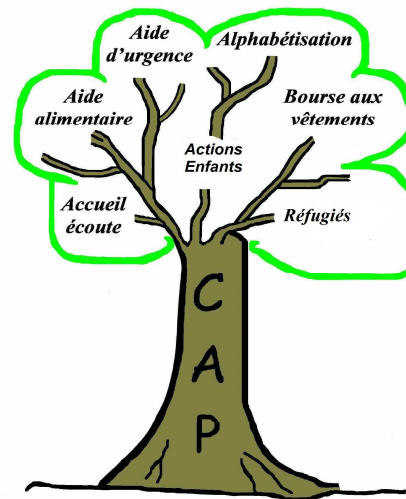 Aide
d'urgence
Alphabétisation
Aide
alimentaire
Bourse aux
vêtements
Actions
Enfants
Accueil
écoute
Réfugiés
C
A
P